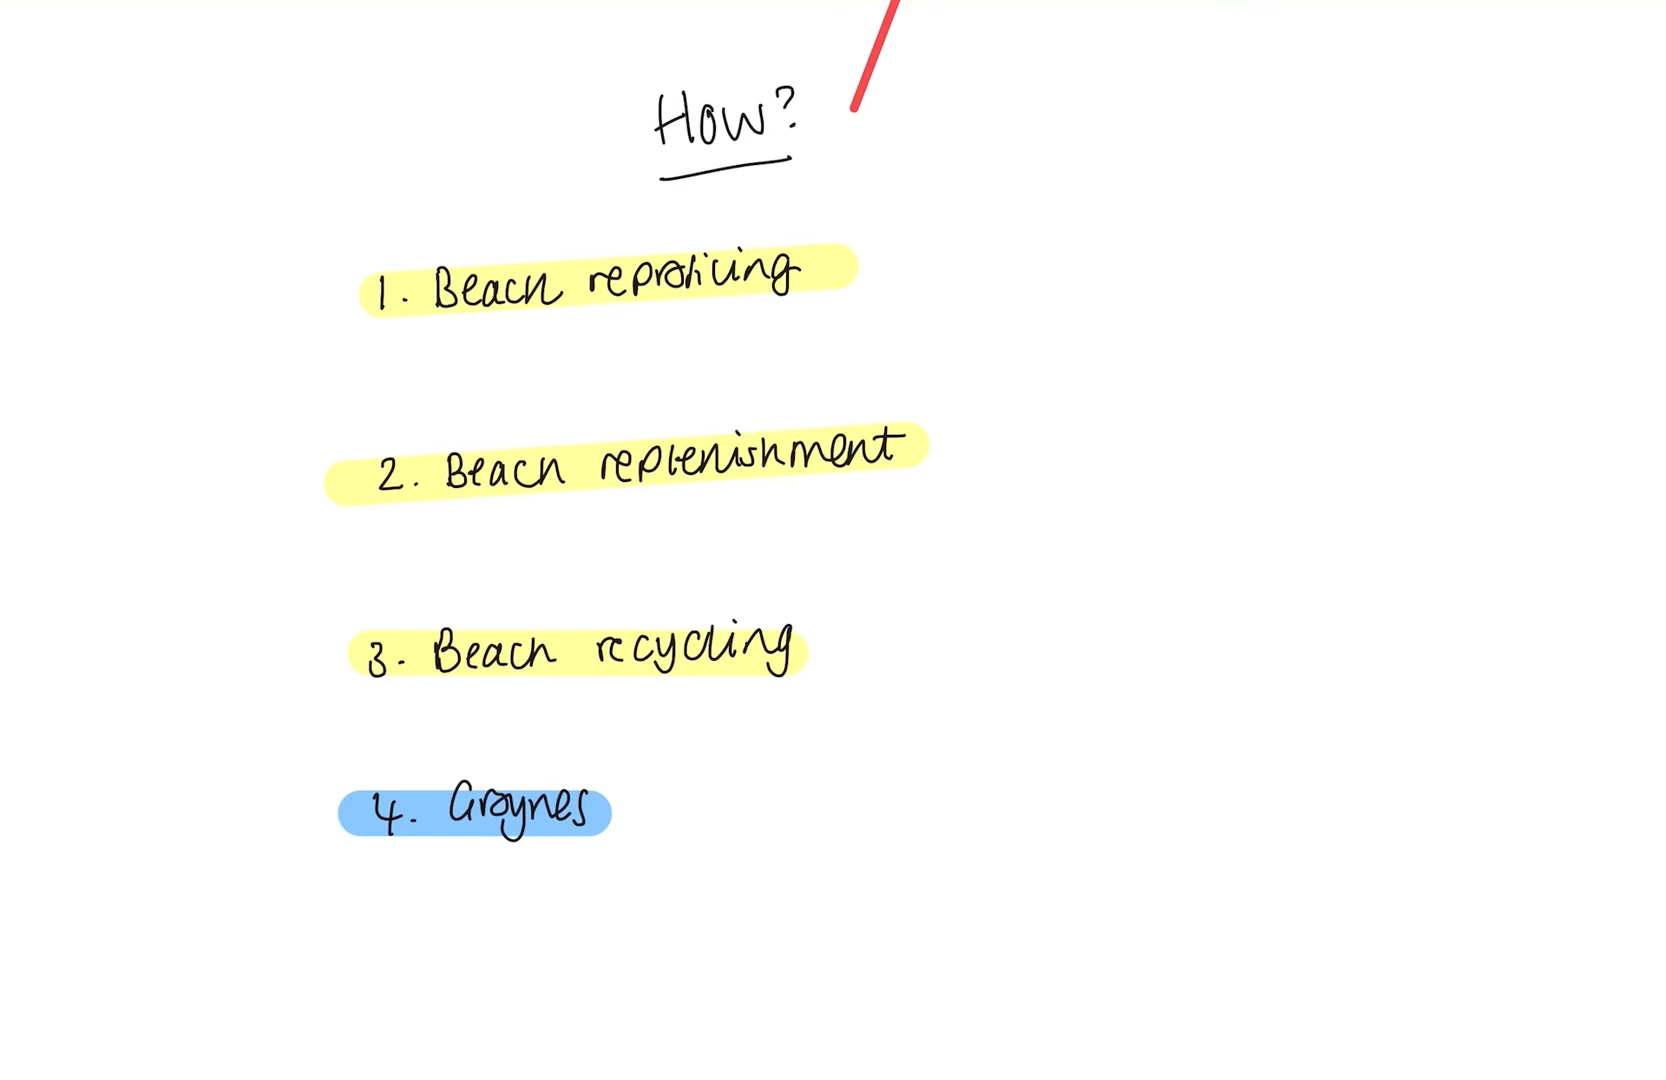 How?
1. Beach reprofiling
2. Beach replenishment
3. Beach recycling
4. Groynes